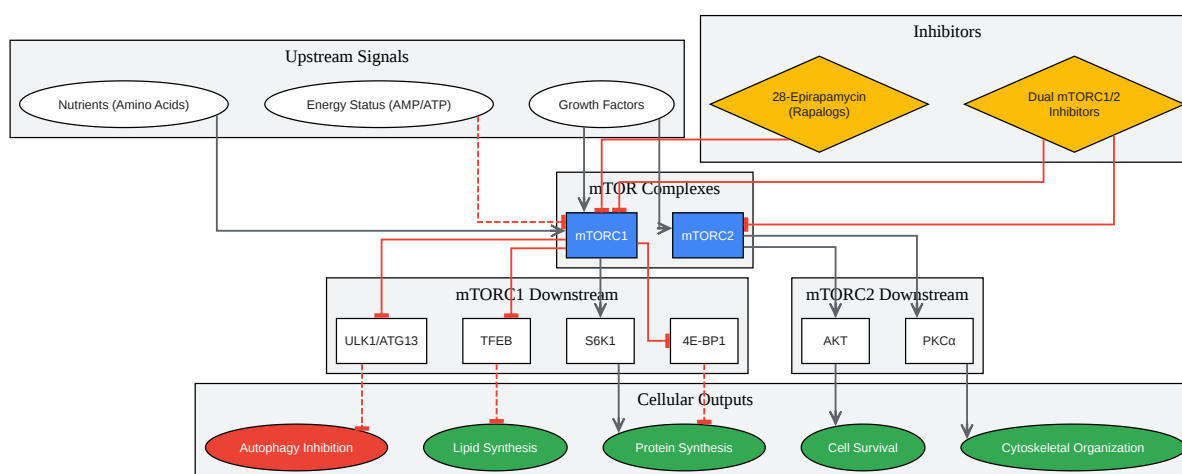 Inhibitors
Upstream Signals
Nutrients (Amino Acids)
Energy Status (AMP/ATP)
Growth Factors
28-Epirapamycin
(Rapalogs)
Dual mTORC1/2
Inhibitors
mTOR Complexes
mTORC1
mTORC2
mTORC1 Downstream
mTORC2 Downstream
ULK1/ATG13
TFEB
S6K1
4E-BP1
AKT
PKCα
Cellular Outputs
Autophagy Inhibition
Lipid Synthesis
Protein Synthesis
Cell Survival
Cytoskeletal Organization